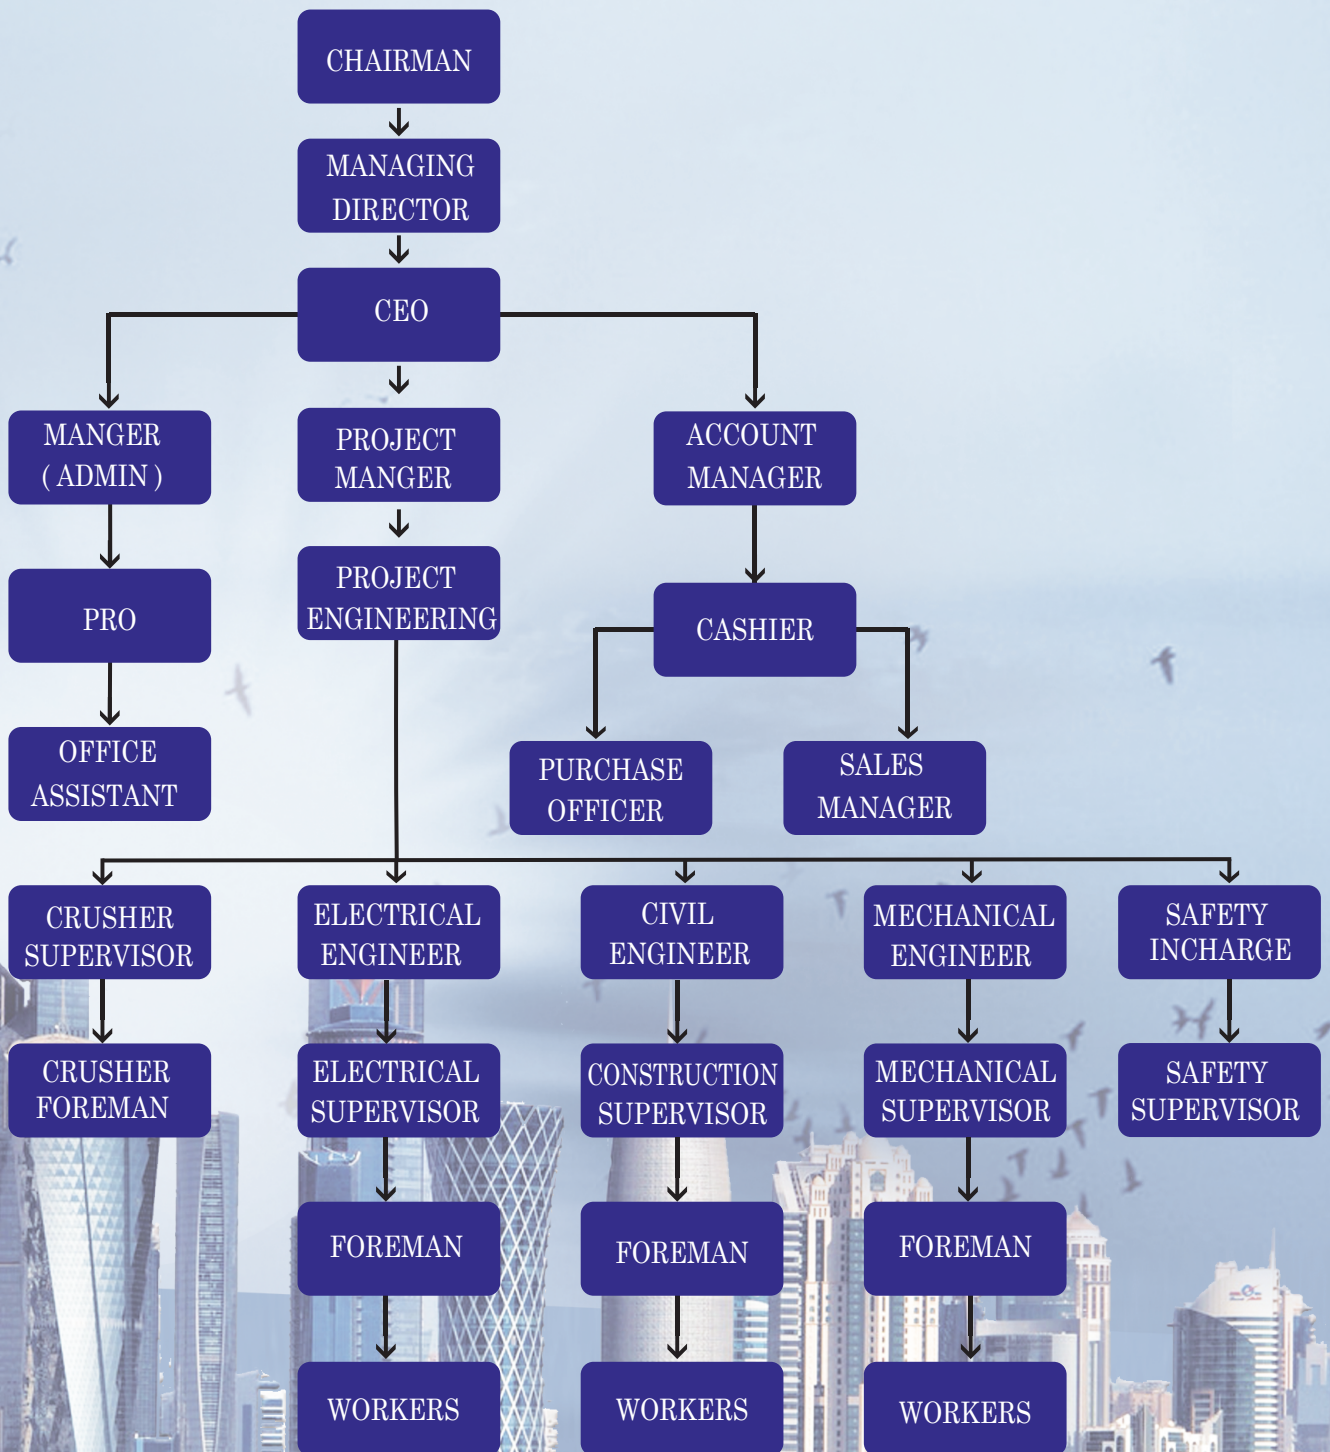 CHAIRMAN
MANAGING
DIRECTOR
CEO
MANGER
( ADMIN )
PROJECT
MANGER
ACCOUNT
MANAGER
PRO
PROJECT
ENGINEERING
CASHIER
OFFICE
ASSISTANT
PURCHASE
OFFICER
SALES
MANAGER
CRUSHER
SUPERVISOR
ELECTRICAL
ENGINEER
CIVIL
ENGINEER
MECHANICAL
ENGINEER
SAFETY
INCHARGE
CRUSHER
FOREMAN
ELECTRICAL
SUPERVISOR
CONSTRUCTION
SUPERVISOR
MECHANICAL
SUPERVISOR
SAFETY
SUPERVISOR
FOREMAN
FOREMAN
FOREMAN
WORKERS
WORKERS
WORKERS